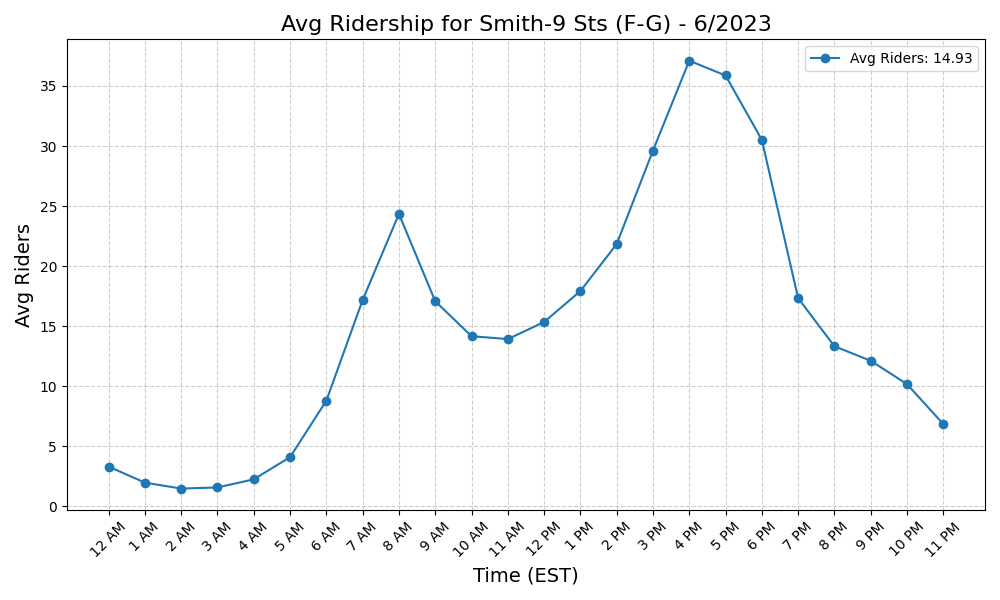 Avg Ridership for Smith-9 Sts (F-G) - 6/2023
Avg Riders: 14.93
Avg Riders
35
30
25
20
15
10
5
0
12 AM
1 AM
2 AM
3 AM
4 AM
5 AM
6 AM
7 AM
8 AM
9 AM
10 AM
11 AM
12 PM
1 PM
2 PM
3 PM
4 PM
5 PM
6 PM
7 PM
8 PM
9 PM
10 PM
11 PM
Time (EST)